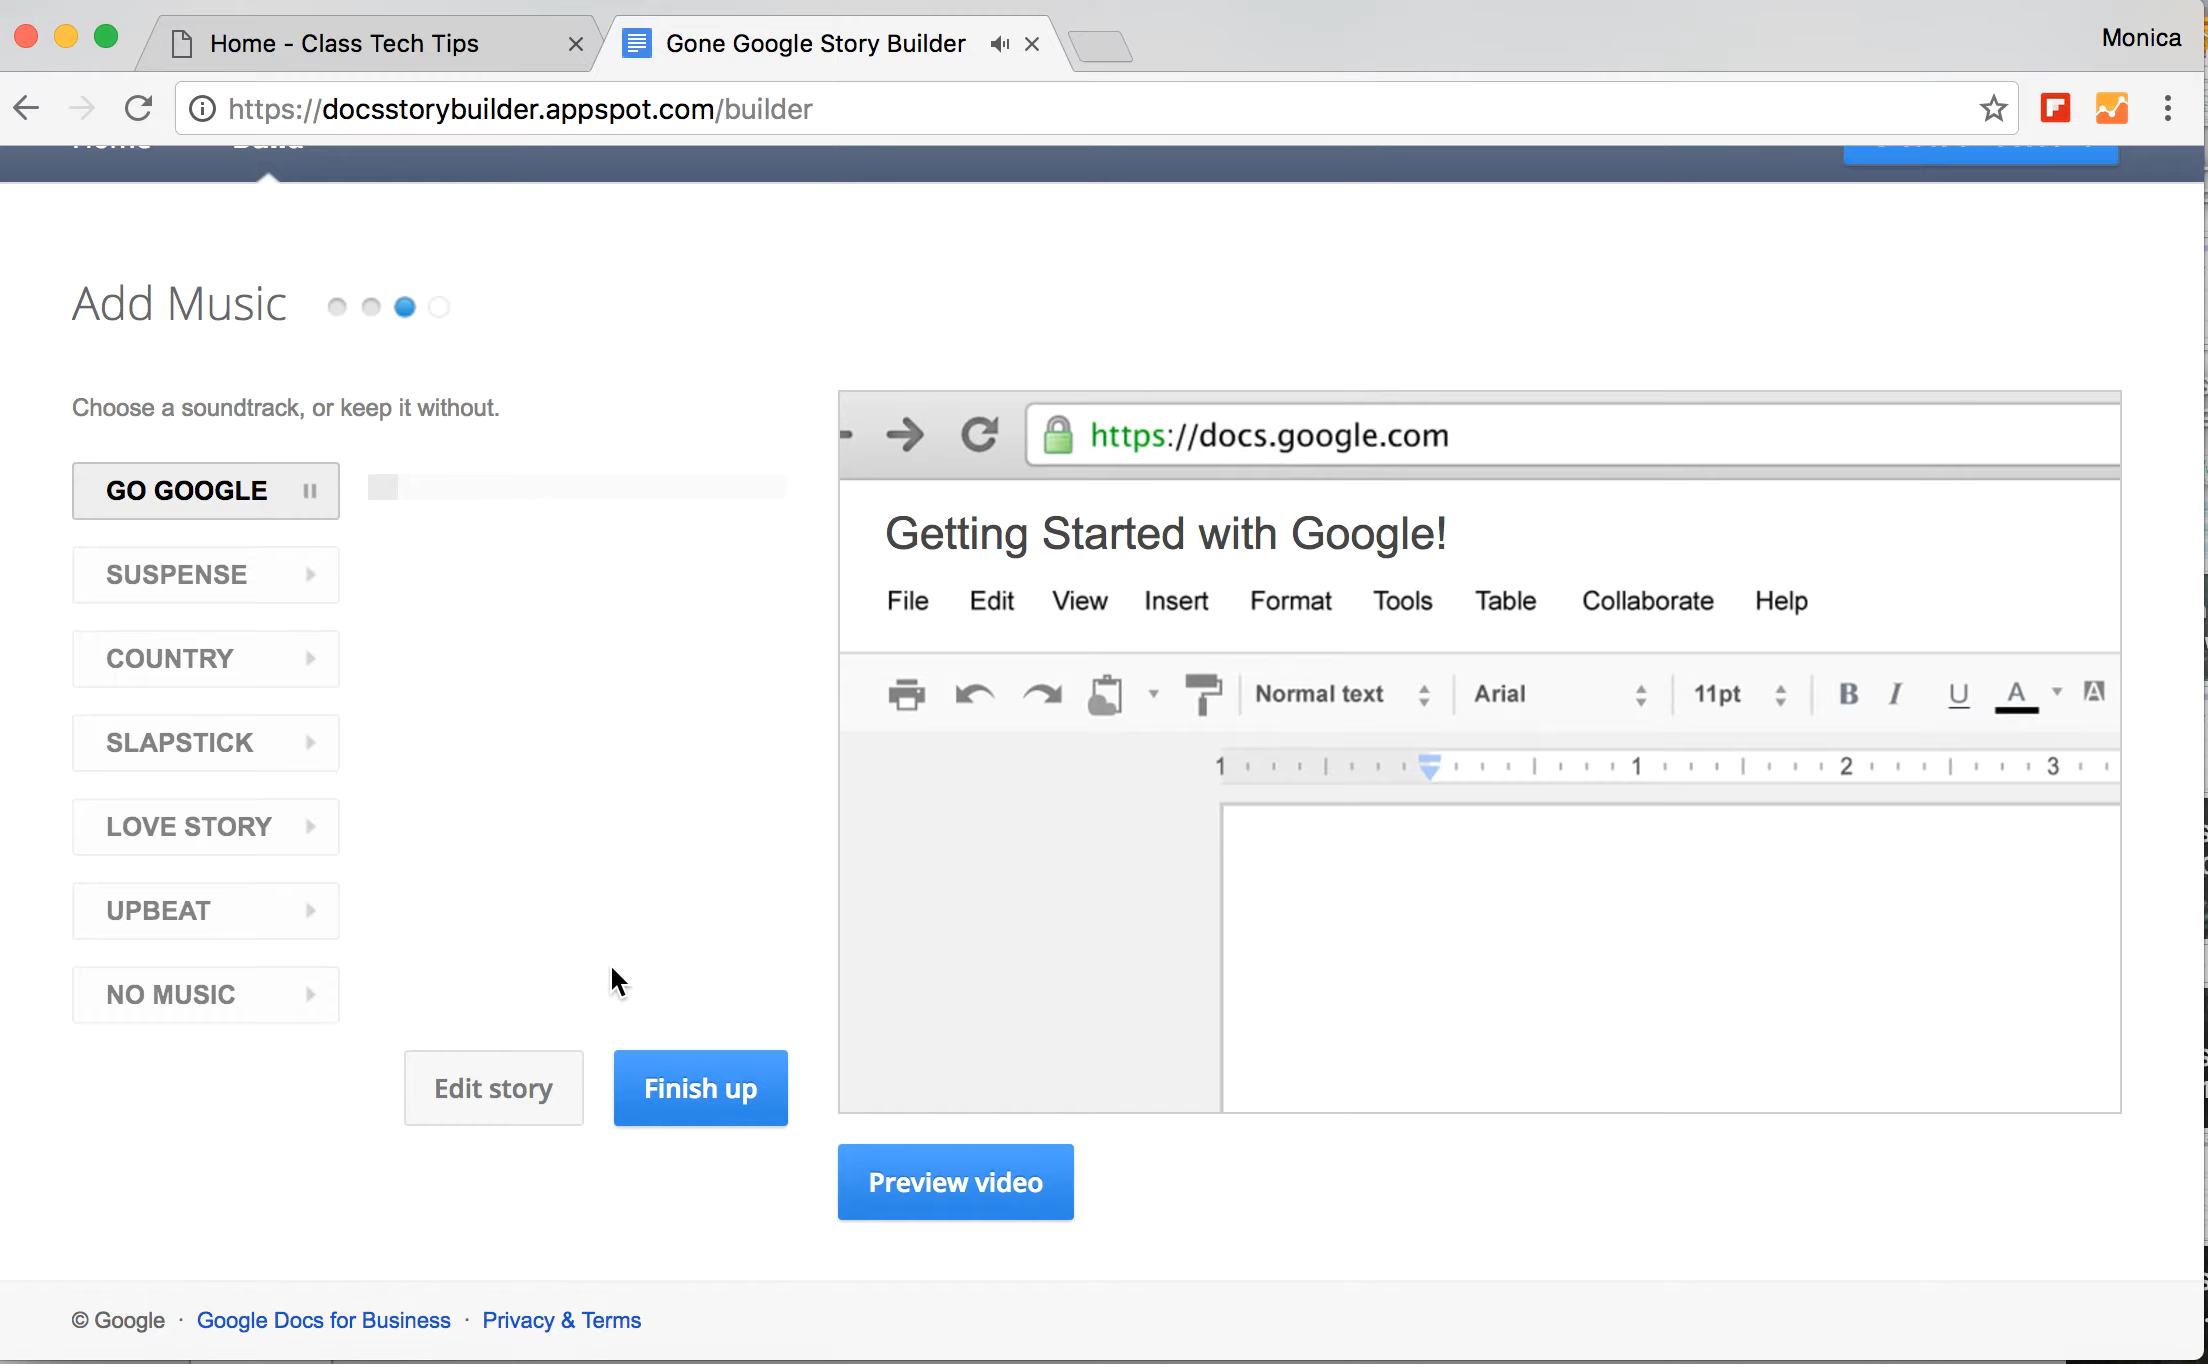 Home - Class Tech Tips
Gone Google Story Builder
Monica
https://docsstorybuilder.appspot.com/builder
Home Build
Add Music
Choose a soundtrack, or keep it without.
GO GOOGLE
SUSPENSE
COUNTRY
SLAPSTICK
LOVE STORY
UPBEAT
NO MUSIC
Edit story
Finish up
https://docs.google.com
Getting Started with Google!
File Edit View Insert Format Tools Table Collaborate Help
Normal text Arial 11pt B I U A A
1 1 2 3
Preview video
© Google · Google Docs for Business · Privacy & Terms